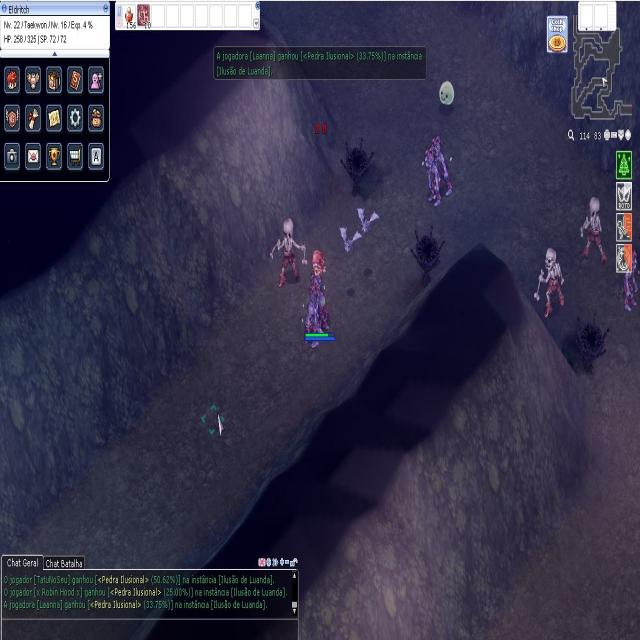 Eldritch
Nv. 22 / Taekwon / Nv. 16 / Exp. 4 %
HP. 258 / 325 | SP. 72 / 72
A jogadora [Laanna] ganhou [<Pedra Ilusional> (33.75%)] na instância
[Ilusão de Luanda].
114 83
Chat Geral Chat Batalha
O jogador [TatuNoSeu] ganhou [<Pedra Ilusional> (50.62%)] na instância [Ilusão de Luanda].
O jogador [x Robin Hood x] ganhou [<Pedra Ilusional> (25.00%)] na instância [Ilusão de Luanda].
A jogadora [Laanna] ganhou [<Pedra Ilusional> (33.75%)] na instância [Ilusão de Luanda].